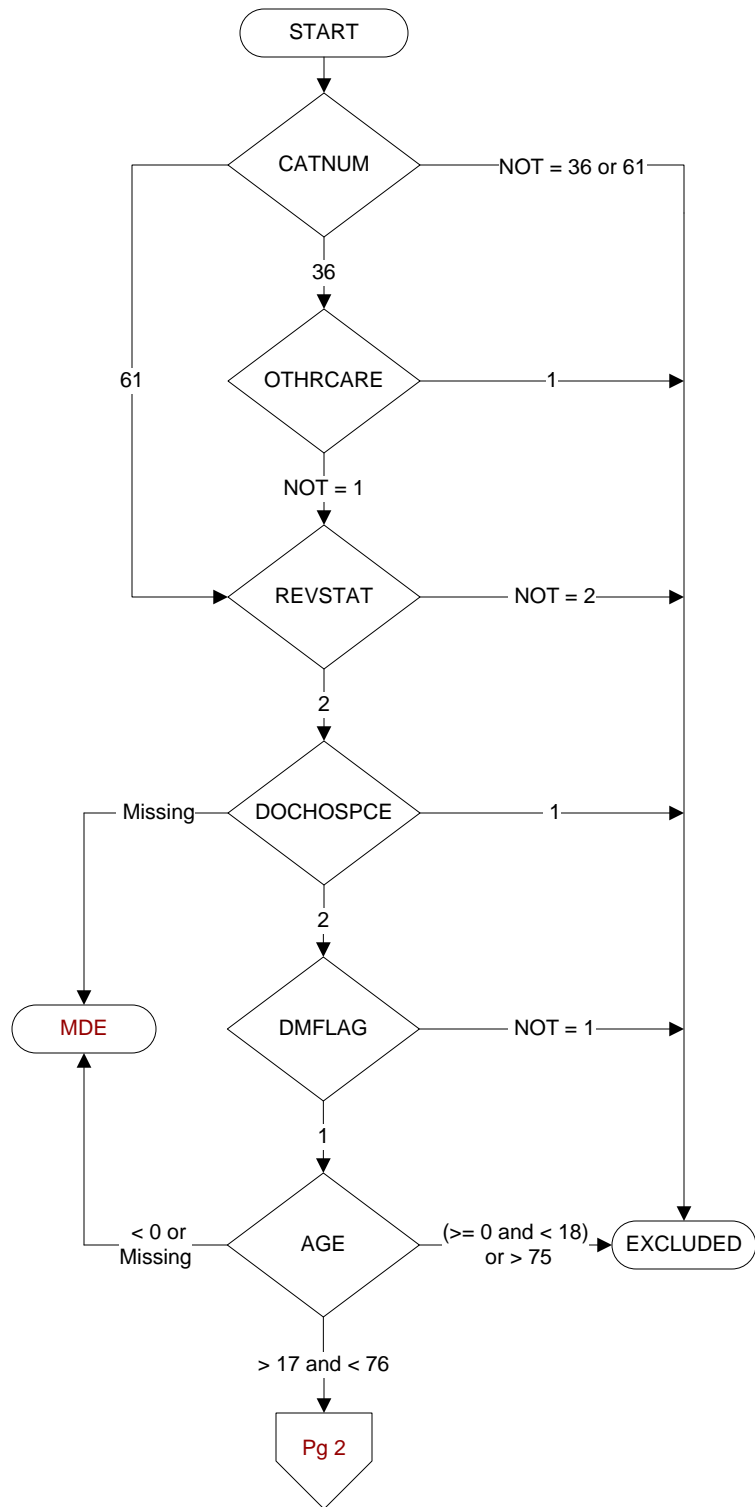 START
CATNUM
NOT = 36 or 61
36
61
OTHRCARE
1
NOT = 1
REVSTAT
NOT = 2
2
Missing
DOCHOSPCE
1
2
MDE
DMFLAG
NOT = 1
1
< 0 or
Missing
AGE
(>= 0 and < 18)
or > 75
EXCLUDED
> 17 and < 76
Pg 2